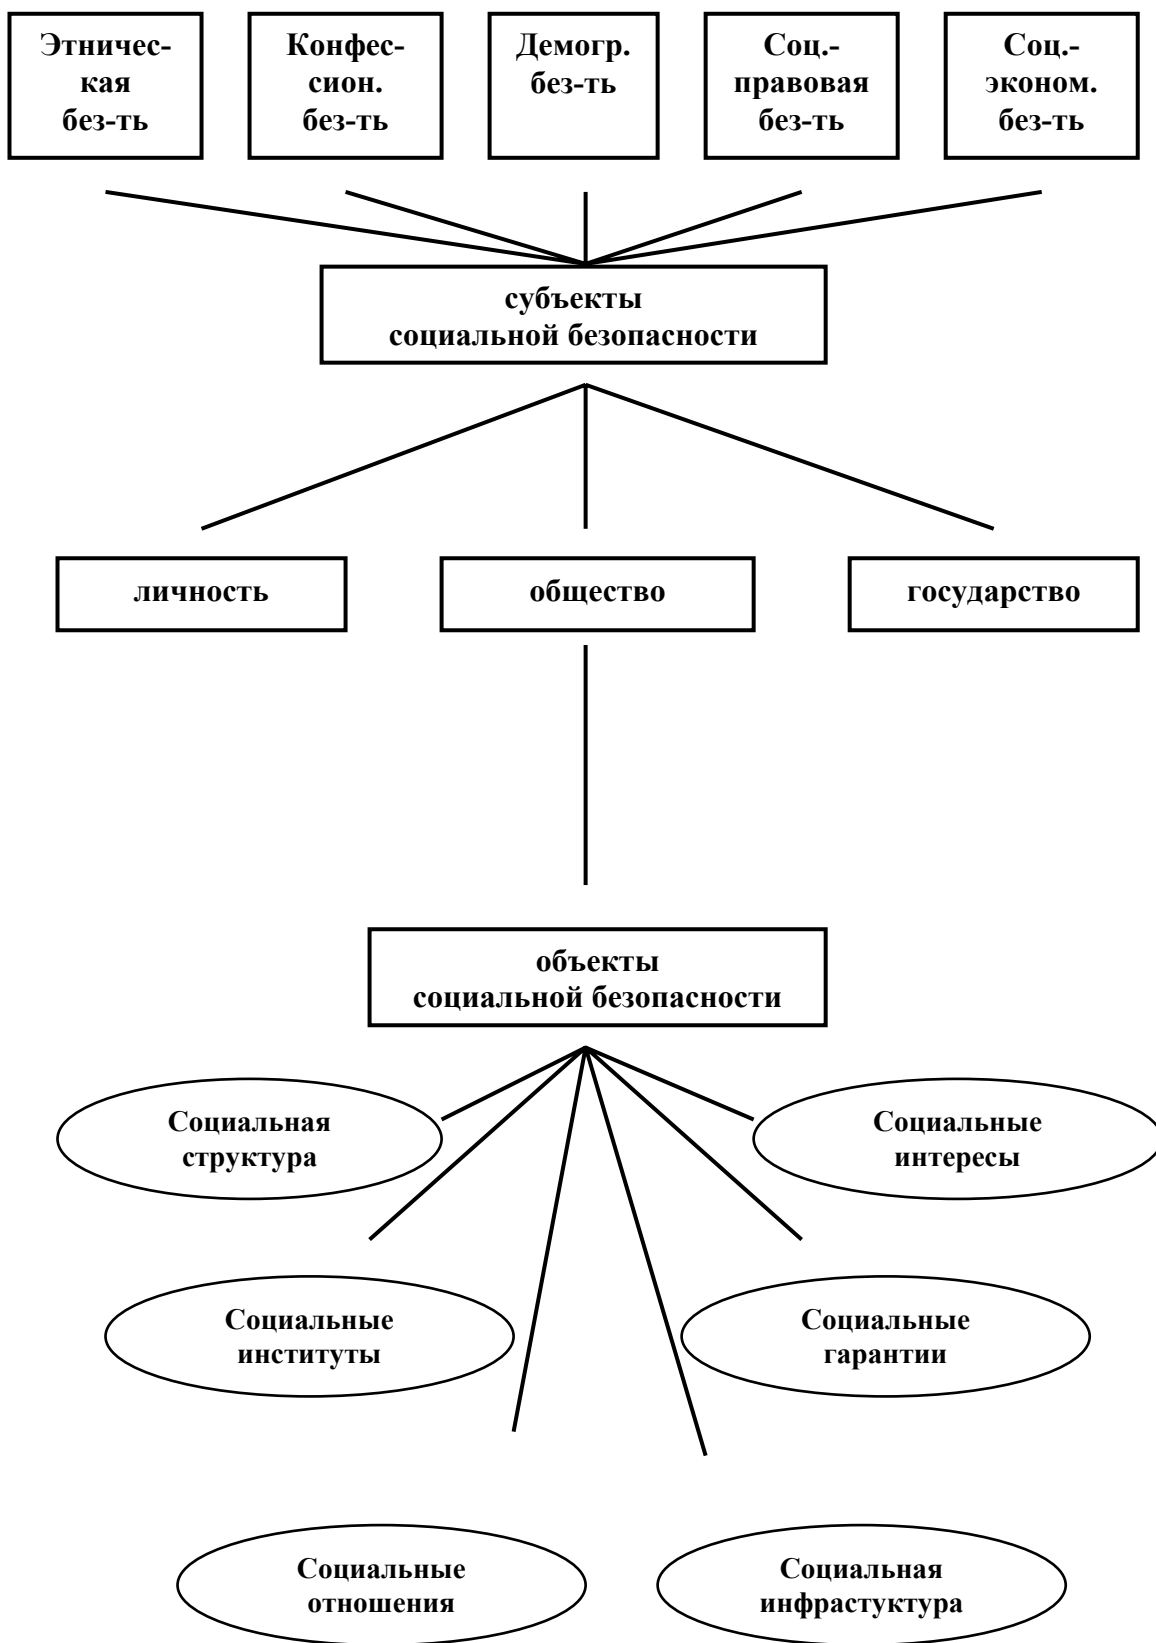 Этничес-
кая
без-ть
Конфес-
сион.
без-ть
Демогр.
без-ть
Соц.-
правовая
без-ть
Соц.-
эконом.
без-ть
субъекты
социальной безопасности
личность
общество
государство
объекты
социальной безопасности
Социальная
структура
Социальные
интересы
Социальные
институты
Социальные
гарантии
Социальные
отношения
Социальная
инфрастуктура